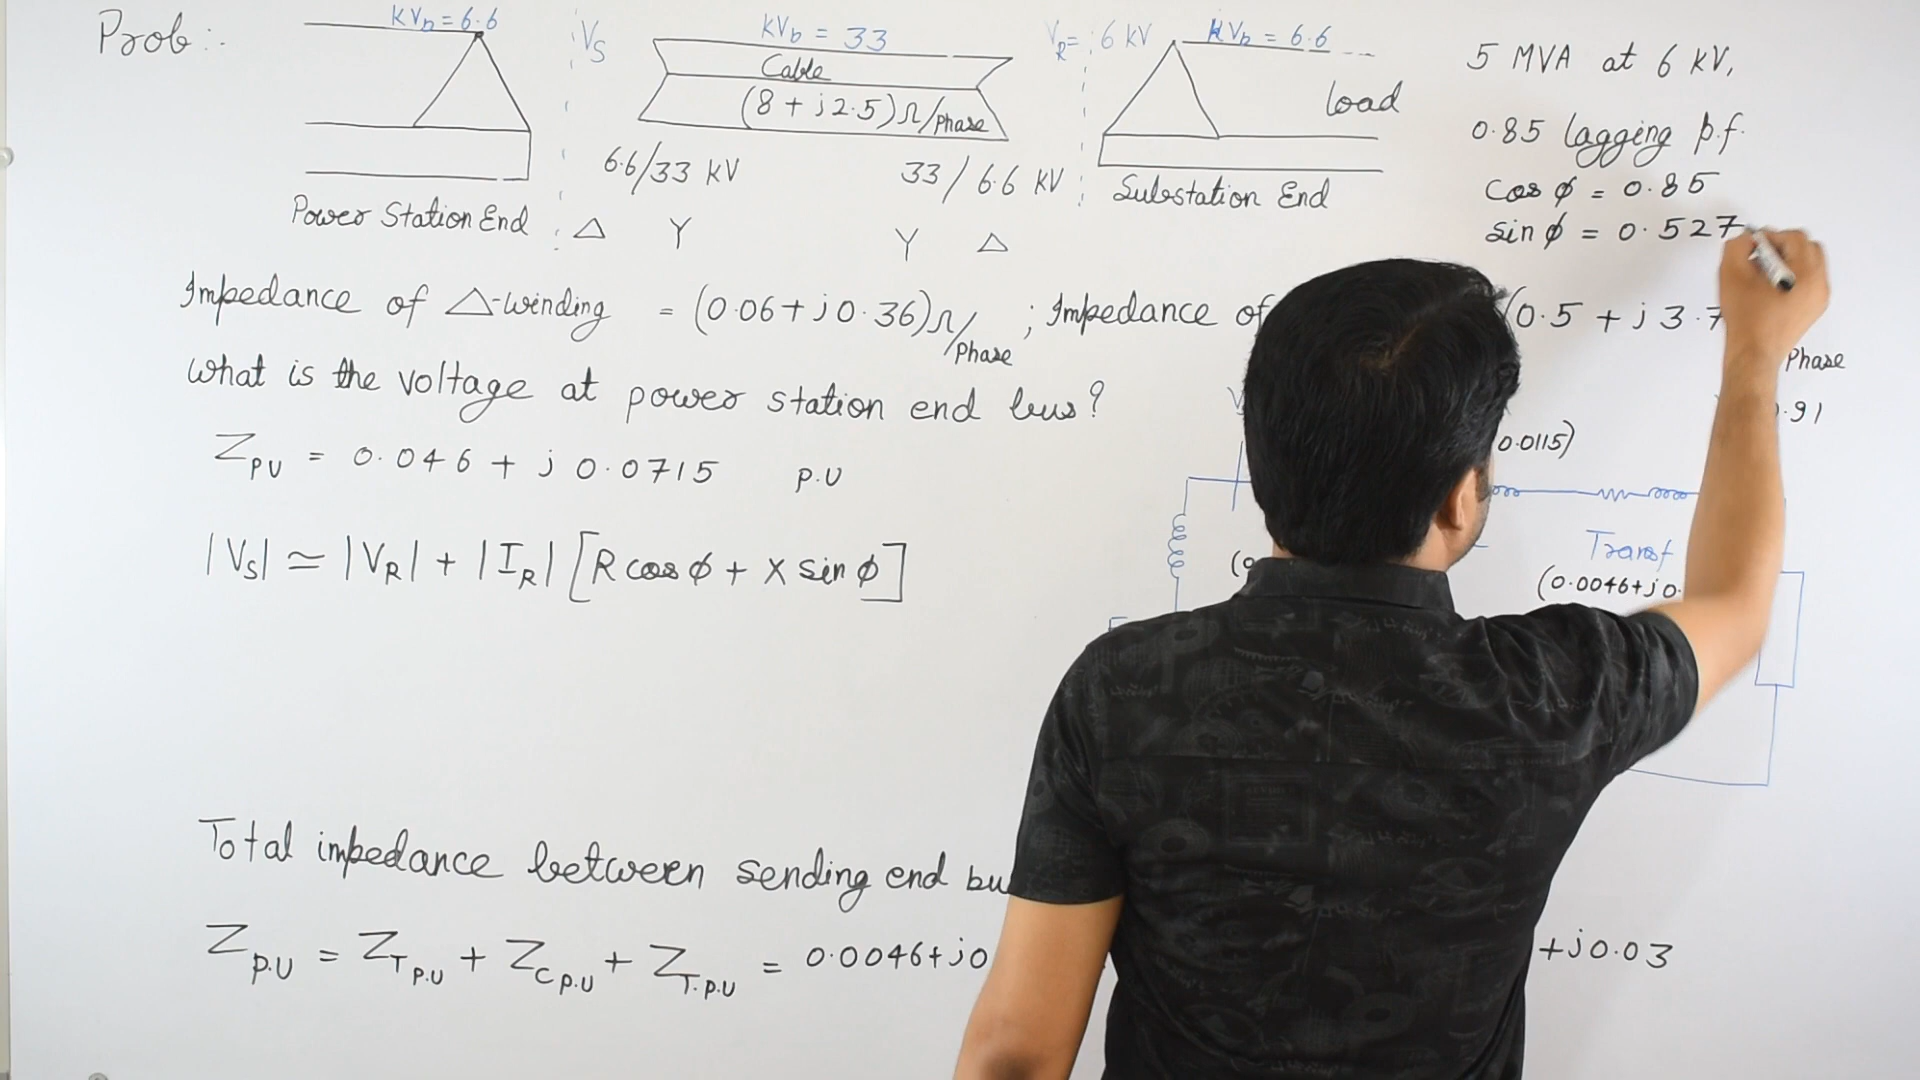 Prob:-
kVb = 6.6
VS
kVb = 33
VR = 6 kV
kVb = 6.6
5 MVA at 6 kV,
Cable
(8 + j2.5)Ω/Phase
load
0.85 lagging p.f.
6.6/33 kV
33/6.6 kV
cos φ = 0.85
Power Station End
Substation End
sin φ = 0.527
Δ Y
Y Δ
Impedance of Δ-winding = (0.06+j0.36)Ω/Phase ; Impedance of (0.5 + j3.7
Phase
What is the voltage at power station end bus?
.91
ZPU = 0.046 + j 0.0715 P.U
0.0115)
|VS| ≃ |VR| + |IR| [R cos φ + X sin φ]
Transf
(0.0046+j0.
Total impedance between sending end
ZP.U = ZTP.U + ZCP.U + ZT.P.U = 0.0046+j0 +j0.03